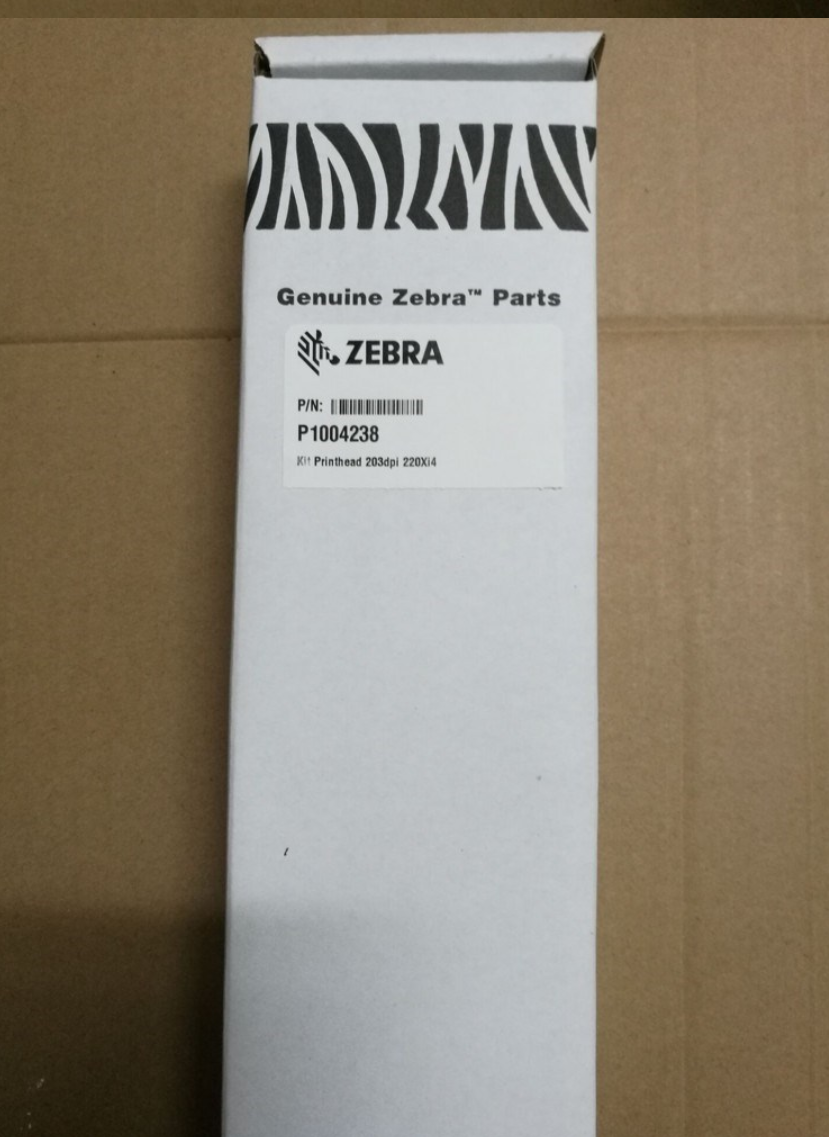 Genuine Zebra™ Parts
ZEBRA
P/N:
P1004238
Kit Printhead 203dpi 220Xi4